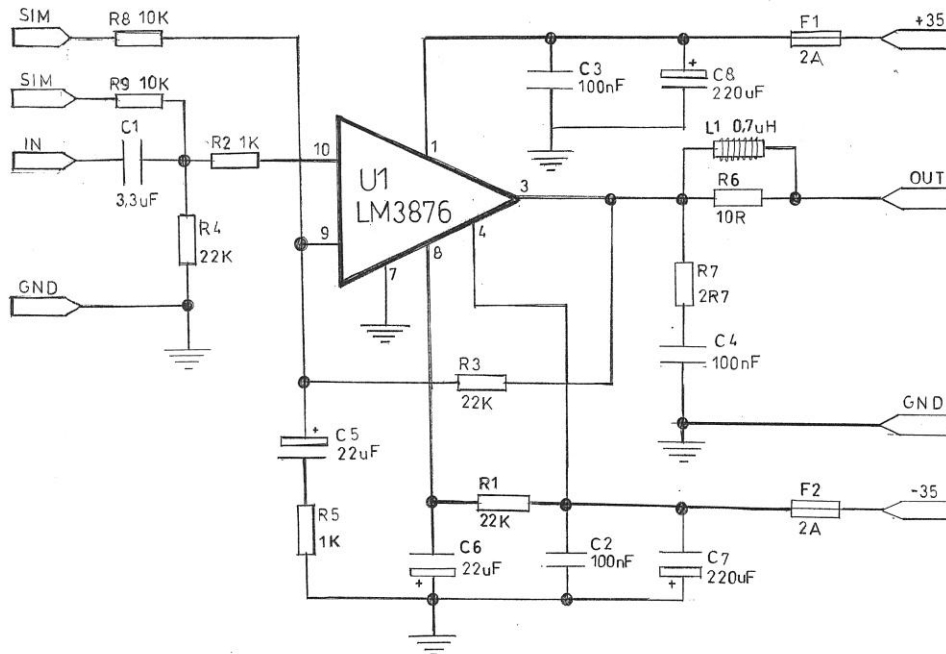 SIM
R8 10K
F1
+35
2A
SIM
R9 10K
C3
100nF
+
C8
220uF
L1 0,7uH
IN
C1
3,3uF
R2 1K
10
1
U1
LM3876
3
R6
10R
OUT
R4
22K
9
8
4
7
GND
R7
2R7
C4
100nF
R3
22K
GND
+
C5
22uF
R1
22K
F2
2A
-35
R5
1K
C6
22uF
+
C2
100nF
C7
220uF
+